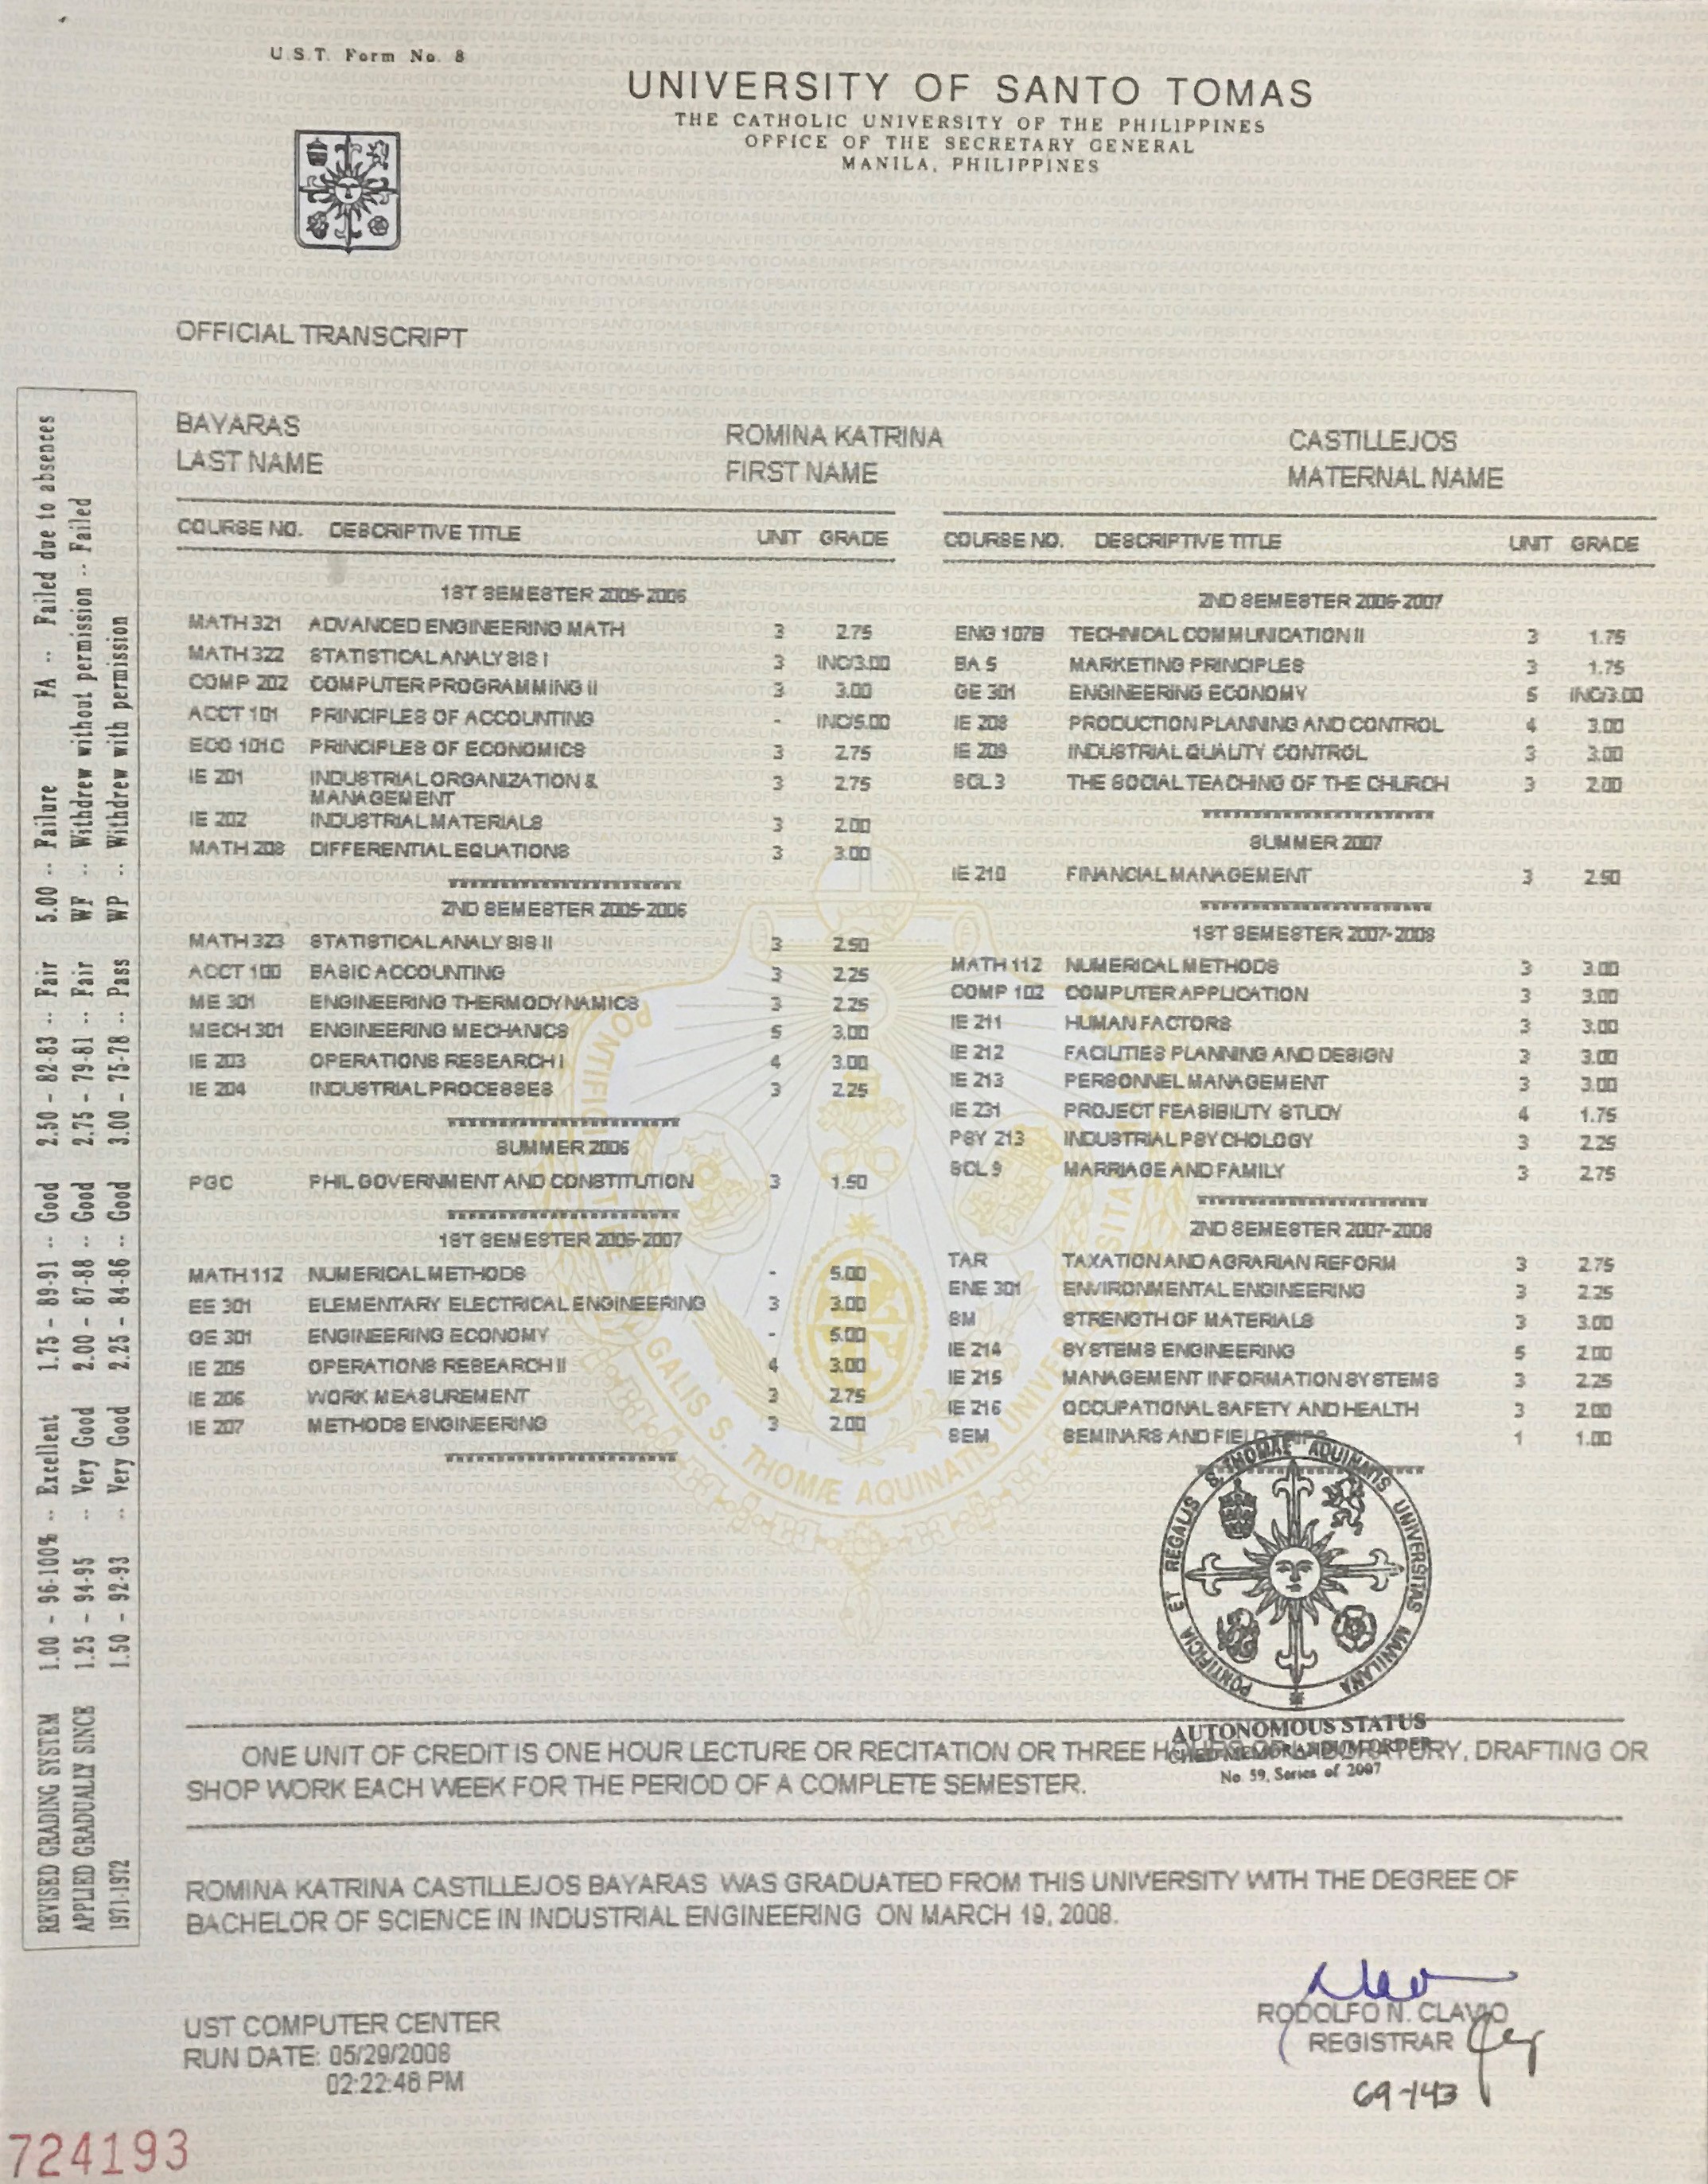 U.S.T. Form No. 8
UNIVERSITY OF SANTO TOMAS
THE CATHOLIC UNIVERSITY OF THE PHILIPPINES
OFFICE OF THE SECRETARY GENERAL
MANILA, PHILIPPINES
OFFICIAL TRANSCRIPT
BAYARAS ROMINA KATRINA CASTILLEJOS
LAST NAME FIRST NAME MATERNAL NAME
COURSE NO. DESCRIPTIVE TITLE UNIT GRADE
1ST SEMESTER 2005-2006
MATH 321 ADVANCED ENGINEERING MATH 3 2.75
MATH 322 STATISTICAL ANALYSIS I 3 INC/3.00
COMP 202 COMPUTER PROGRAMMING II 3 3.00
ACCT 101 PRINCIPLES OF ACCOUNTING - INC/5.00
ECO 101C PRINCIPLES OF ECONOMICS 3 2.75
IE 201 INDUSTRIAL ORGANIZATION & 3 2.75
MANAGEMENT
IE 202 INDUSTRIAL MATERIALS 3 2.00
MATH 208 DIFFERENTIAL EQUATIONS 3 3.00
2ND SEMESTER 2005-2006
MATH 323 STATISTICAL ANALYSIS II 3 2.50
ACCT 100 BASIC ACCOUNTING 3 2.25
ME 301 ENGINEERING THERMODYNAMICS 3 2.25
MECH 301 ENGINEERING MECHANICS 5 3.00
IE 203 OPERATIONS RESEARCH I 4 3.00
IE 204 INDUSTRIAL PROCESSES 3 2.25
SUMMER 2006
PGC PHIL GOVERNMENT AND CONSTITUTION 3 1.50
1ST SEMESTER 2006-2007
MATH 112 NUMERICAL METHODS - 5.00
EE 301 ELEMENTARY ELECTRICAL ENGINEERING 3 3.00
GE 301 ENGINEERING ECONOMY - 5.00
IE 205 OPERATIONS RESEARCH II 4 3.00
IE 206 WORK MEASUREMENT 3 2.75
IE 207 METHODS ENGINEERING 3 2.00
COURSE NO. DESCRIPTIVE TITLE UNIT GRADE
2ND SEMESTER 2006-2007
ENG 107B TECHNICAL COMMUNICATION II 3 1.75
BA 5 MARKETING PRINCIPLES 3 1.75
GE 301 ENGINEERING ECONOMY 5 INC/3.00
IE 208 PRODUCTION PLANNING AND CONTROL 4 3.00
IE 209 INDUSTRIAL QUALITY CONTROL 3 3.00
SCL 3 THE SOCIAL TEACHING OF THE CHURCH 3 2.00
SUMMER 2007
IE 210 FINANCIAL MANAGEMENT 3 2.50
1ST SEMESTER 2007-2008
MATH 112 NUMERICAL METHODS 3 3.00
COMP 102 COMPUTER APPLICATION 3 3.00
IE 211 HUMAN FACTORS 3 3.00
IE 212 FACILITIES PLANNING AND DESIGN 3 3.00
IE 213 PERSONNEL MANAGEMENT 3 3.00
IE 231 PROJECT FEASIBILITY STUDY 4 1.75
PSY 213 INDUSTRIAL PSYCHOLOGY 3 2.25
SCL 9 MARRIAGE AND FAMILY 3 2.75
2ND SEMESTER 2007-2008
TAR TAXATION AND AGRARIAN REFORM 3 2.75
ENE 301 ENVIRONMENTAL ENGINEERING 3 2.25
SM STRENGTH OF MATERIALS 3 3.00
IE 214 SYSTEMS ENGINEERING 5 2.00
IE 215 MANAGEMENT INFORMATION SYSTEMS 3 2.25
IE 216 OCCUPATIONAL SAFETY AND HEALTH 3 2.00
SEM SEMINARS AND FIELD TRIPS 1 1.00
PONTIFICIA ET REGALIS S. THOMAE AQUINATIS UNIVERSITAS MANILANA
AUTONOMOUS STATUS
CHED MEMORANDUM ORDER
No. 59, Series of 2007
ONE UNIT OF CREDIT IS ONE HOUR LECTURE OR RECITATION OR THREE HOURS OF LABORATORY, DRAFTING OR
SHOP WORK EACH WEEK FOR THE PERIOD OF A COMPLETE SEMESTER.
ROMINA KATRINA CASTILLEJOS BAYARAS WAS GRADUATED FROM THIS UNIVERSITY WITH THE DEGREE OF
BACHELOR OF SCIENCE IN INDUSTRIAL ENGINEERING ON MARCH 19, 2008.
RODOLFO N. CLAVIO
REGISTRAR
69-143
UST COMPUTER CENTER
RUN DATE: 05/29/2008
02:22:46 PM
724193
REVISED GRADING SYSTEM 1.00 - 96-100% -- Excellent 1.75 - 89-91 -- Good 2.50 - 82-83 -- Fair 5.00 -- Failure FA -- Failed due to absences
APPLIED GRADUALLY SINCE 1.25 - 94-95 -- Very Good 2.00 - 87-88 -- Good 2.75 - 79-81 -- Fair WF -- Withdrew without permission -- Failed
1971-1972 1.50 - 92-93 -- Very Good 2.25 - 84-86 -- Good 3.00 - 75-78 -- Pass WP -- Withdrew with permission